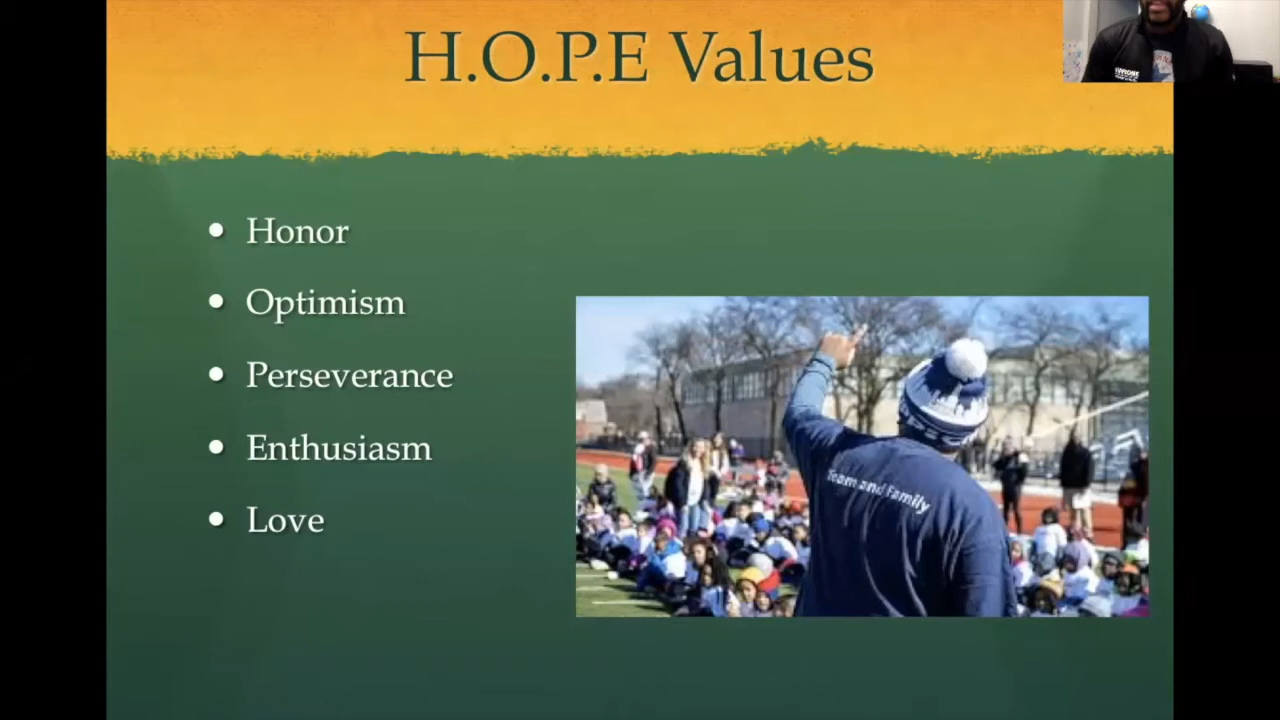 H.O.P.E Values
Honor
Optimism
Perseverance
Enthusiasm
Love
Team and Family